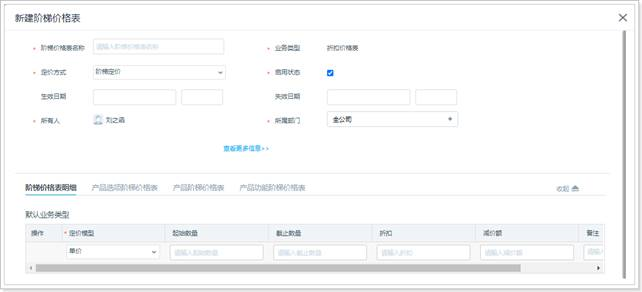 新建阶梯价格表
* 阶梯价格表名称 请输入阶梯价格表名称 * 业务类型 折扣价格表
* 定价方式 阶梯定价 * 启用状态
生效日期 失效日期
* 所有人 刘之函 * 所属部门 全公司
查看更多信息>>
阶梯价格表明细 产品选项阶梯价格表 产品阶梯价格表 产品功能阶梯价格表 收起
默认业务类型
操作 * 定价模型 起始数量 截止数量 折扣 减价额 备注
单价 请输入起始数量 请输入截止数量 请输入折扣 请输入减价额 请输入